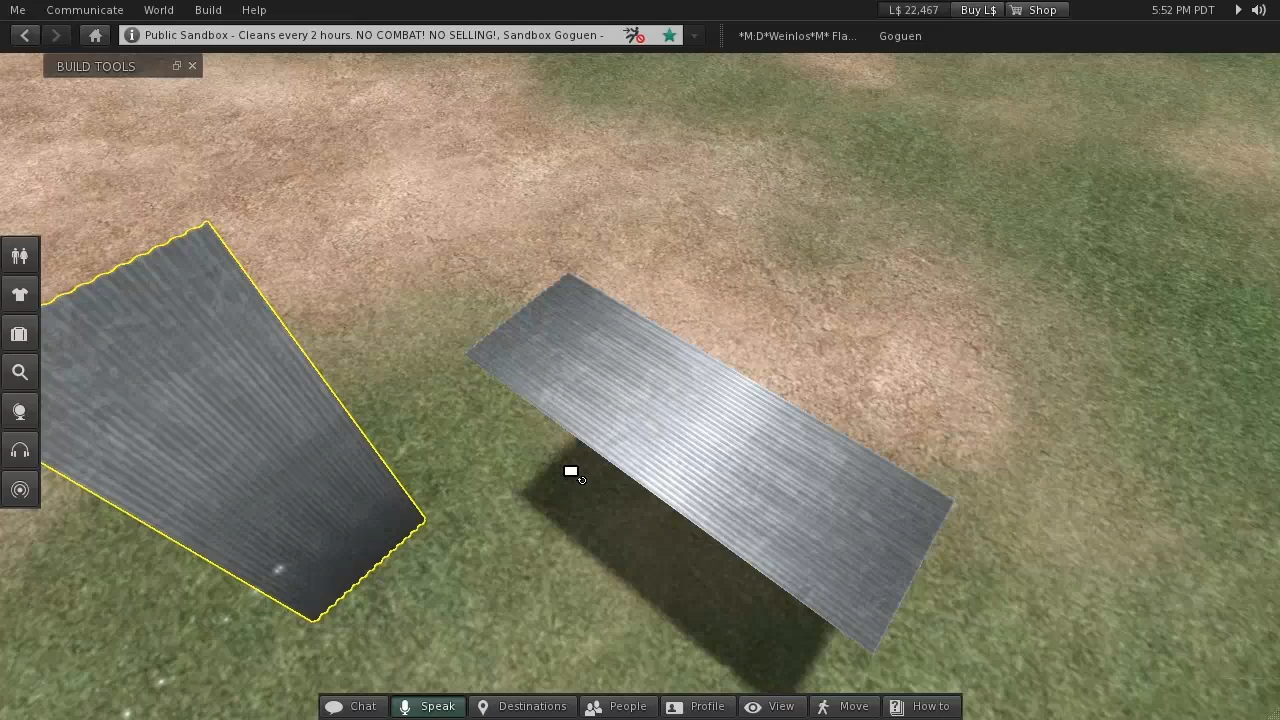 Me Communicate World Build Help L$ 22,467 Buy L$ Shop 5:52 PM PDT
Public Sandbox - Cleans every 2 hours. NO COMBAT! NO SELLING!, Sandbox Goguen - *M:D*Weinlos*M* Fla... Goguen
BUILD TOOLS
Chat Speak Destinations People Profile View Move How to